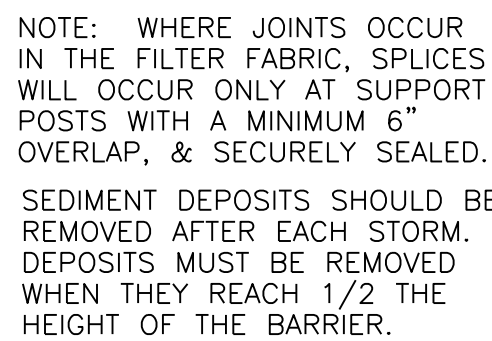 NOTE: WHERE JOINTS OCCUR
IN THE FILTER FABRIC, SPLICES
WILL OCCUR ONLY AT SUPPORT
POSTS WITH A MINIMUM 6”
OVERLAP, & SECURELY SEALED.
SEDIMENT DEPOSITS SHOULD BE
REMOVED AFTER EACH STORM.
DEPOSITS MUST BE REMOVED
WHEN THEY REACH 1/2 THE
HEIGHT OF THE BARRIER.